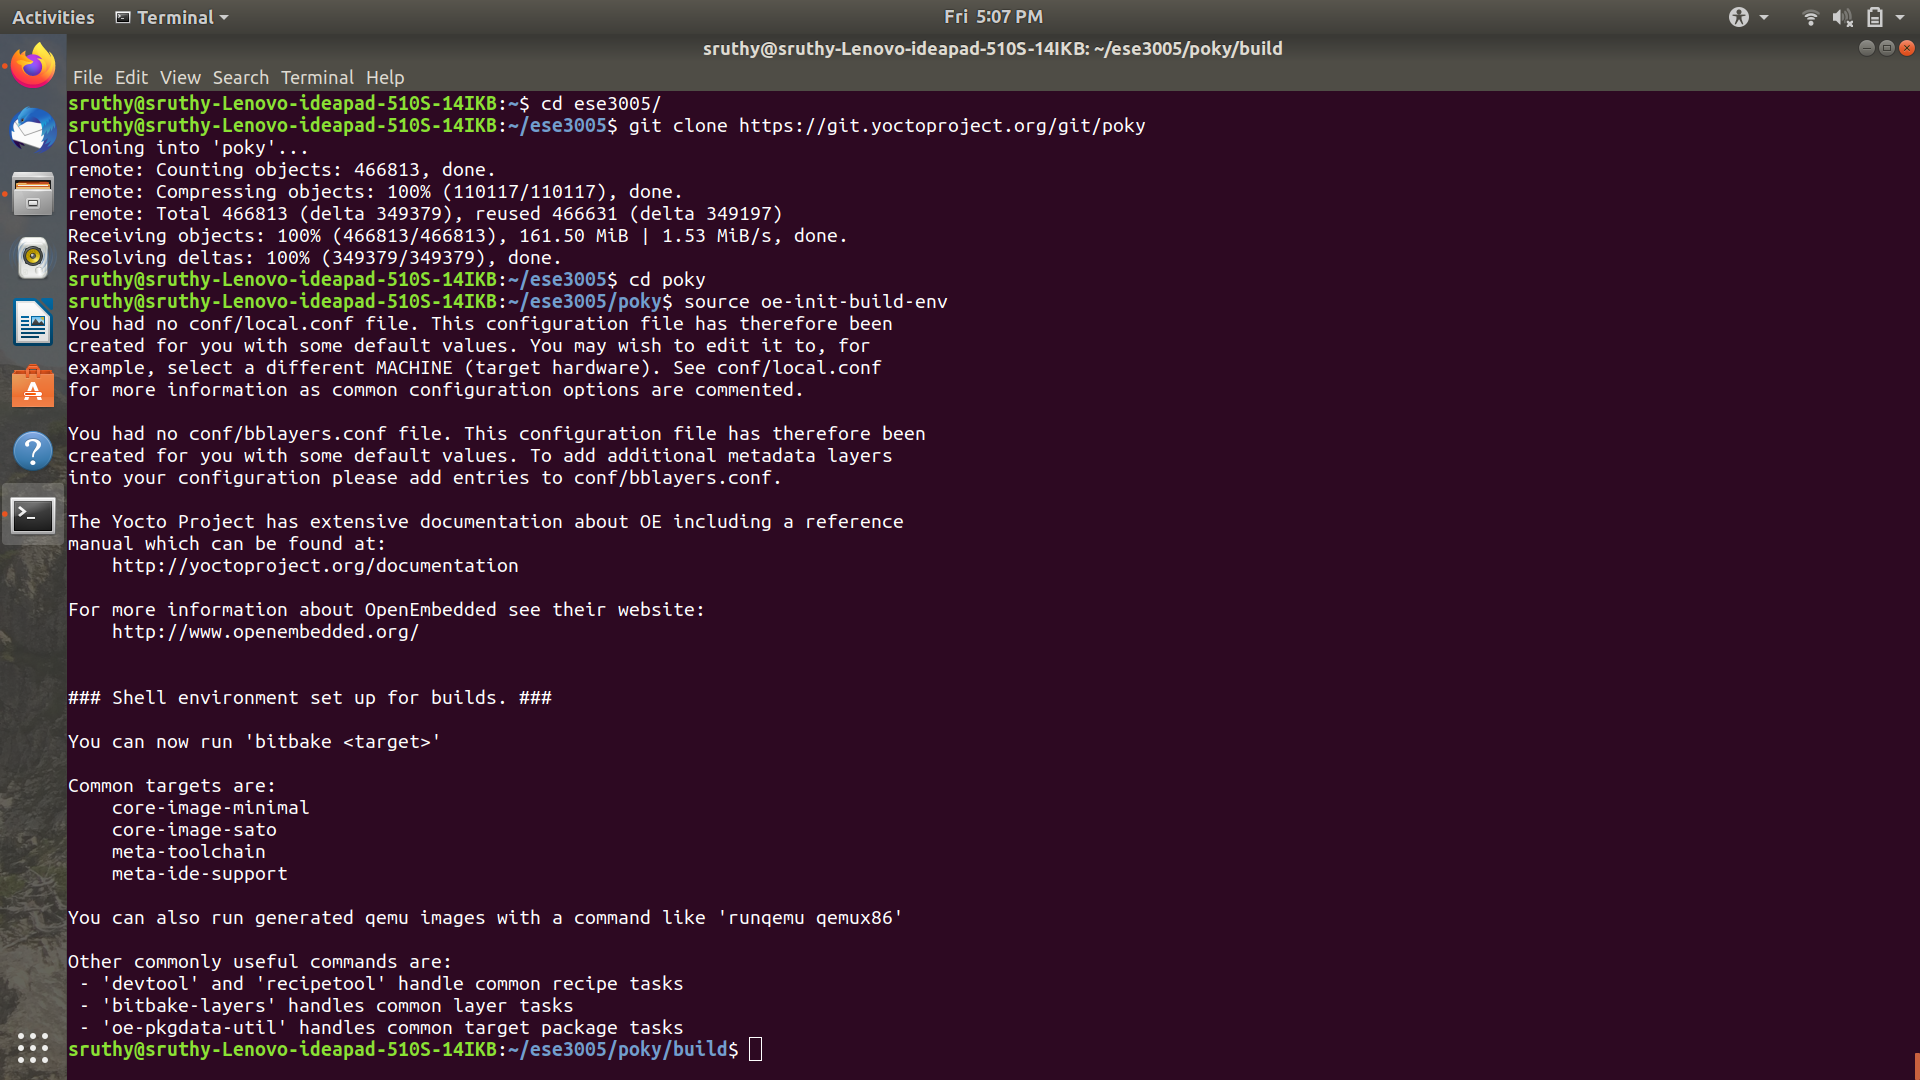 Activities Terminal Fri 5:07 PM
sruthy@sruthy-Lenovo-ideapad-510S-14IKB: ~/ese3005/poky/build
File Edit View Search Terminal Help
sruthy@sruthy-Lenovo-ideapad-510S-14IKB:~$ cd ese3005/
sruthy@sruthy-Lenovo-ideapad-510S-14IKB:~/ese3005$ git clone https://git.yoctoproject.org/git/poky
Cloning into 'poky'...
remote: Counting objects: 466813, done.
remote: Compressing objects: 100% (110117/110117), done.
remote: Total 466813 (delta 349379), reused 466631 (delta 349197)
Receiving objects: 100% (466813/466813), 161.50 MiB | 1.53 MiB/s, done.
Resolving deltas: 100% (349379/349379), done.
sruthy@sruthy-Lenovo-ideapad-510S-14IKB:~/ese3005$ cd poky
sruthy@sruthy-Lenovo-ideapad-510S-14IKB:~/ese3005/poky$ source oe-init-build-env
You had no conf/local.conf file. This configuration file has therefore been
created for you with some default values. You may wish to edit it to, for
example, select a different MACHINE (target hardware). See conf/local.conf
for more information as common configuration options are commented.
You had no conf/bblayers.conf file. This configuration file has therefore been
created for you with some default values. To add additional metadata layers
into your configuration please add entries to conf/bblayers.conf.
The Yocto Project has extensive documentation about OE including a reference
manual which can be found at:
http://yoctoproject.org/documentation
For more information about OpenEmbedded see their website:
http://www.openembedded.org/
### Shell environment set up for builds. ###
You can now run 'bitbake <target>'
Common targets are:
core-image-minimal
core-image-sato
meta-toolchain
meta-ide-support
You can also run generated qemu images with a command like 'runqemu qemux86'
Other commonly useful commands are:
- 'devtool' and 'recipetool' handle common recipe tasks
- 'bitbake-layers' handles common layer tasks
- 'oe-pkgdata-util' handles common target package tasks
sruthy@sruthy-Lenovo-ideapad-510S-14IKB:~/ese3005/poky/build$